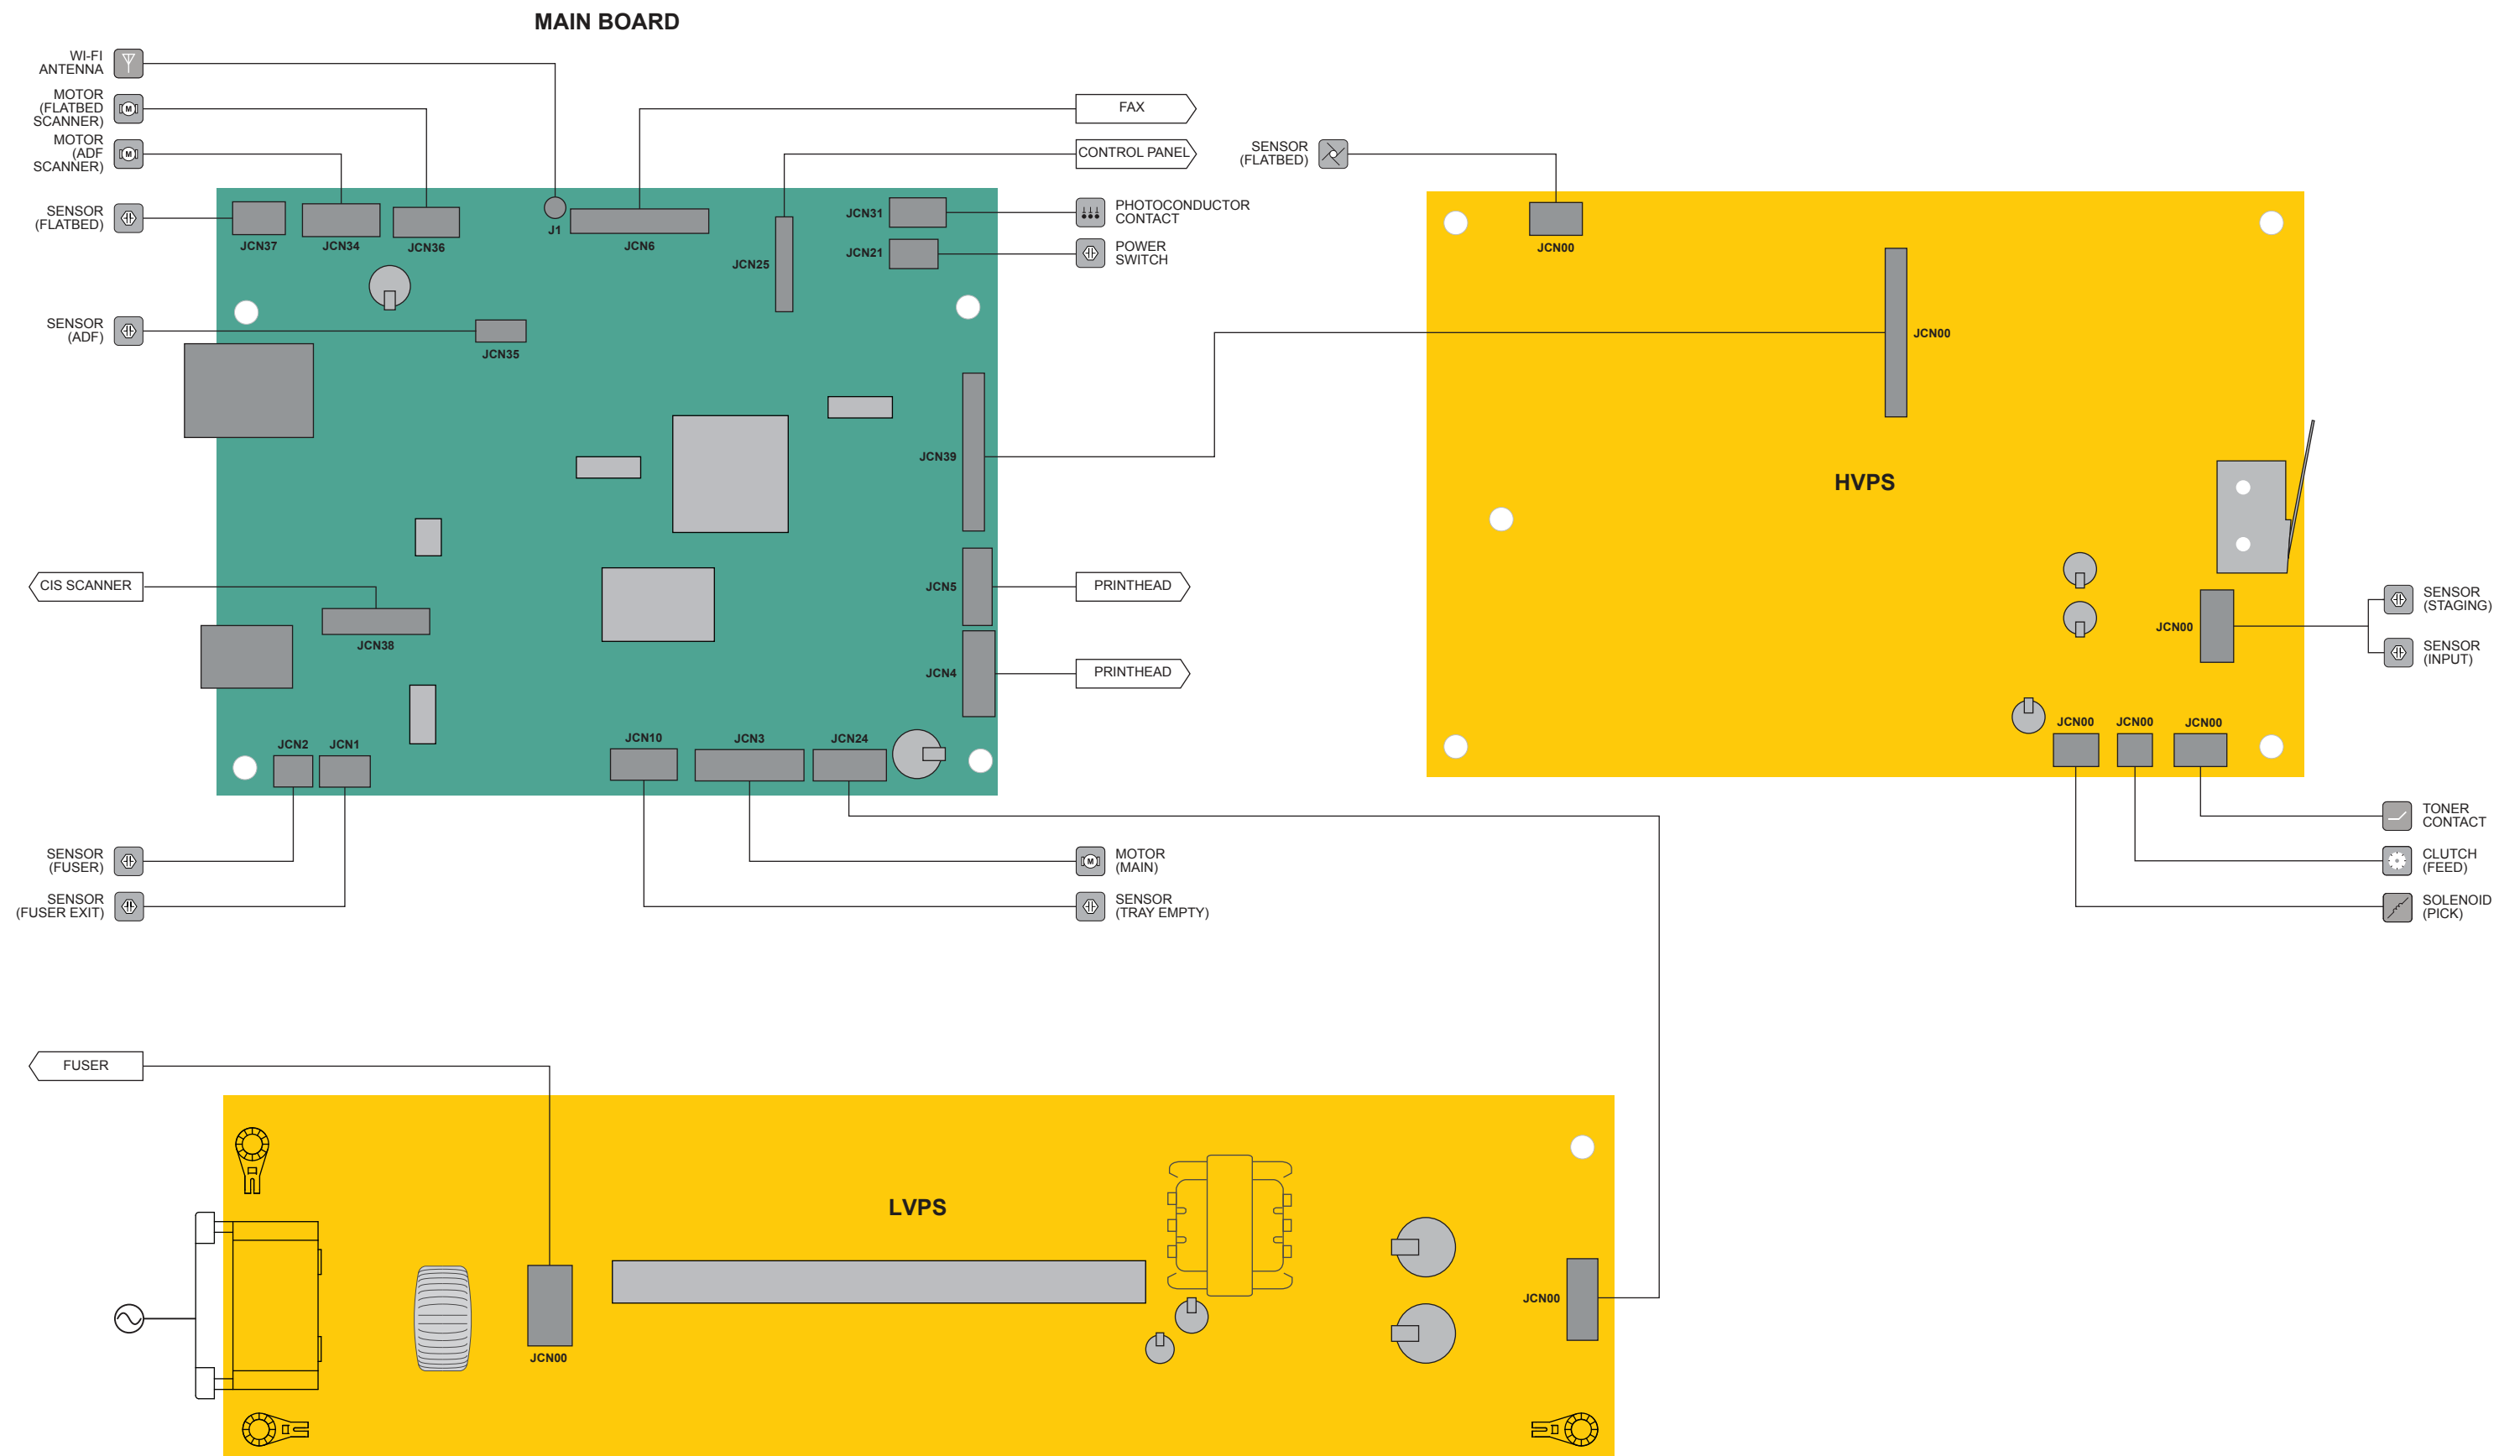 MAIN BOARD
WI-FI
ANTENNA
MOTOR
(FLATBED
SCANNER)
MOTOR
(ADF
SCANNER)
SENSOR
(FLATBED)
SENSOR
(ADF)
CIS SCANNER
SENSOR
(FUSER)
SENSOR
(FUSER EXIT)
JCN37
JCN34
JCN36
J1
JCN6
JCN25
JCN31
JCN21
JCN35
JCN39
JCN5
JCN4
JCN38
JCN2
JCN1
JCN10
JCN3
JCN24
FAX
CONTROL PANEL
PHOTOCONDUCTOR
CONTACT
POWER
SWITCH
PRINTHEAD
PRINTHEAD
MOTOR
(MAIN)
SENSOR
(TRAY EMPTY)
SENSOR
(FLATBED)
JCN00
JCN00
HVPS
JCN00
JCN00
JCN00
JCN00
SENSOR
(STAGING)
SENSOR
(INPUT)
TONER
CONTACT
CLUTCH
(FEED)
SOLENOID
(PICK)
FUSER
LVPS
JCN00
JCN00
M
M
M